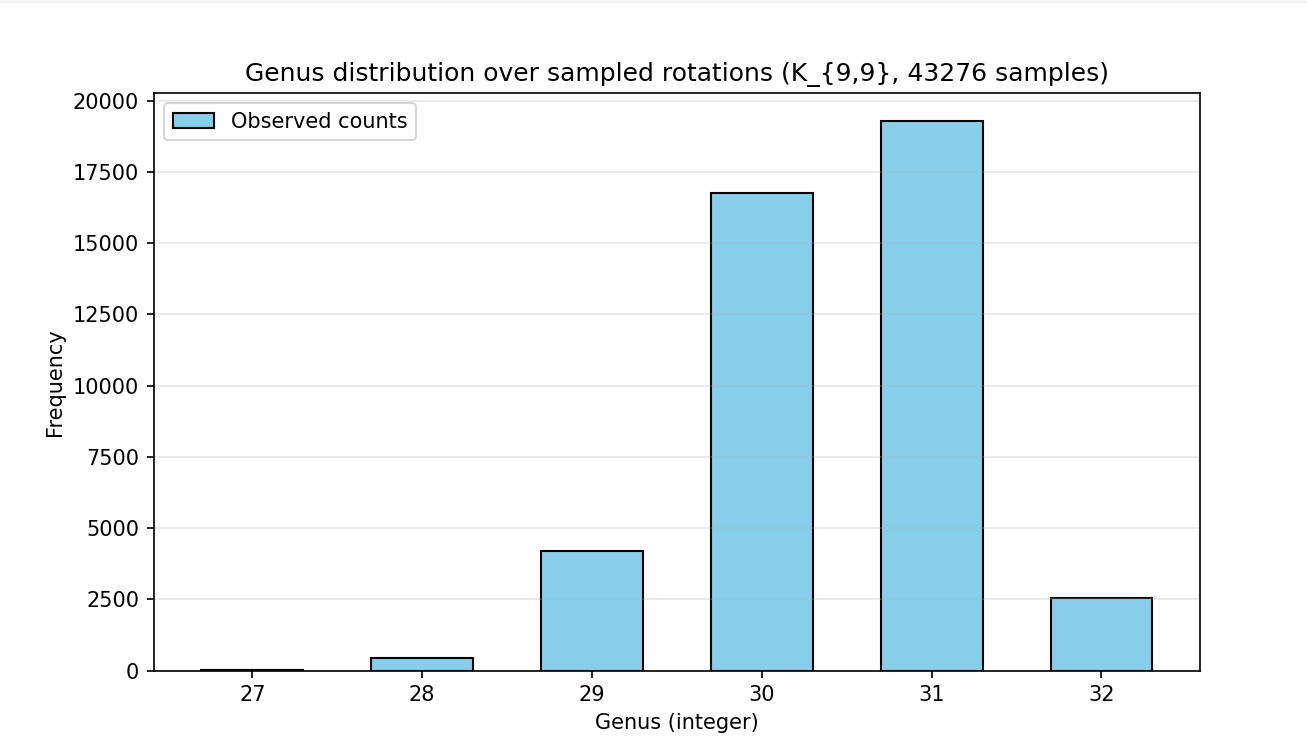 Genus distribution over sampled rotations (K_{9,9}, 43276 samples)
Observed counts
20000
17500
15000
12500
10000
7500
5000
2500
0
Frequency
27 28 29 30 31 32
Genus (integer)